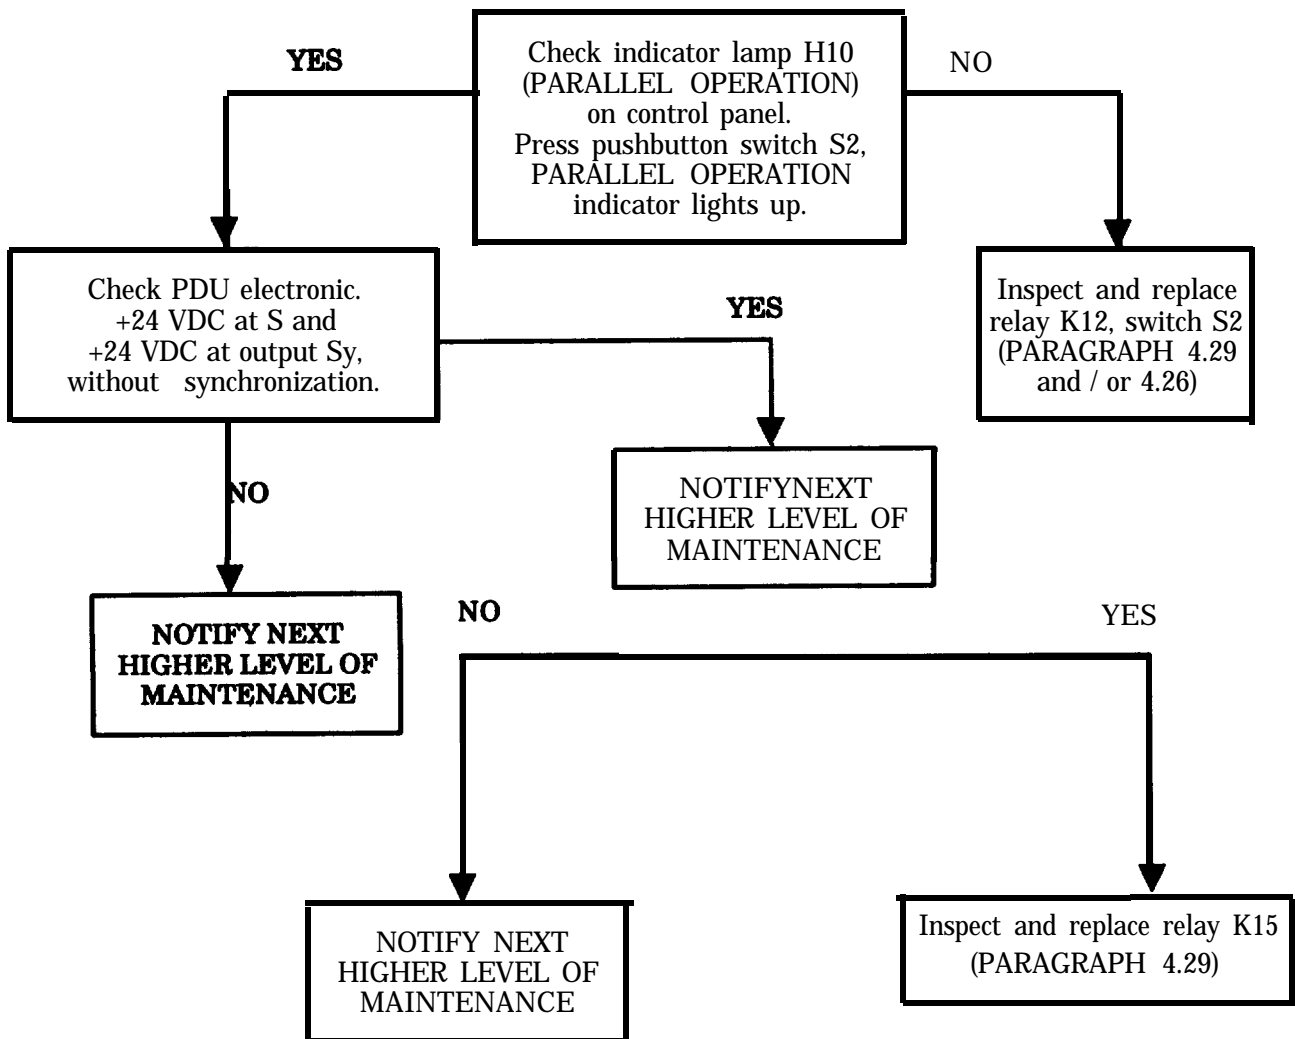 YES
Check indicator lamp H10
(PARALLEL OPERATION)
on control panel.
Press pushbutton switch S2,
PARALLEL OPERATION
indicator lights up.
NO
Check PDU electronic.
+24 VDC at S and
+24 VDC at output Sy,
without synchronization.
YES
Inspect and replace
relay K12, switch S2
(PARAGRAPH 4.29
and / or 4.26)
NO
NOTIFYNEXT
HIGHER LEVEL OF
MAINTENANCE
NOTIFY NEXT
HIGHER LEVEL OF
MAINTENANCE
NO
YES
NOTIFY NEXT
HIGHER LEVEL OF
MAINTENANCE
Inspect and replace relay K15
(PARAGRAPH 4.29)